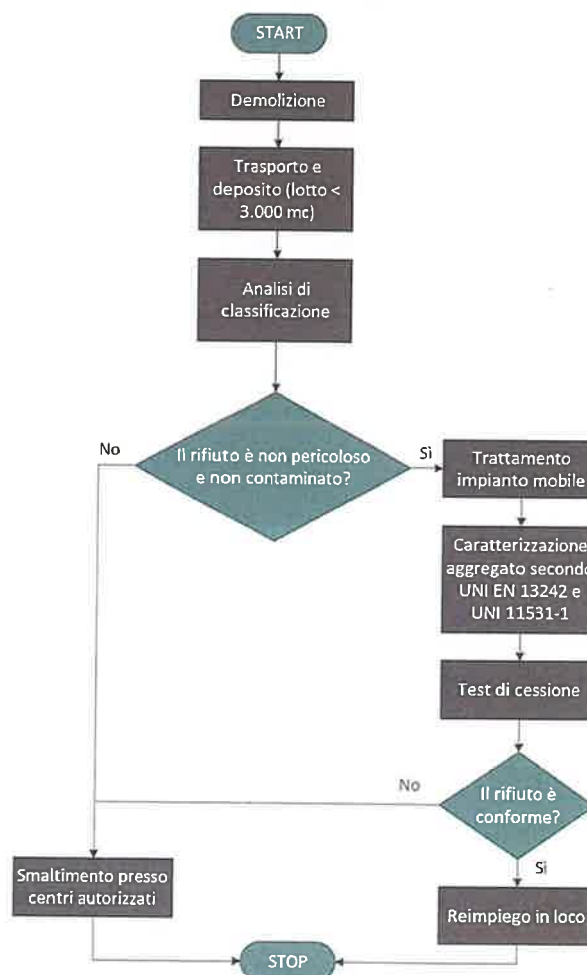 START
Demolizione
Trasporto e
deposito (lotto <
3.000 mc)
Analisi di
classificazione
Il rifiuto è non pericoloso
e non contaminato?
No
Sì
Trattamento
impianto mobile
Caratterizzazione
aggregato secondo
UNI EN 13242 e
UNI 11531-1
Test di cessione
Il rifiuto è
conforme?
No
Sì
Smaltimento presso
centri autorizzati
Reimpiego in loco
STOP